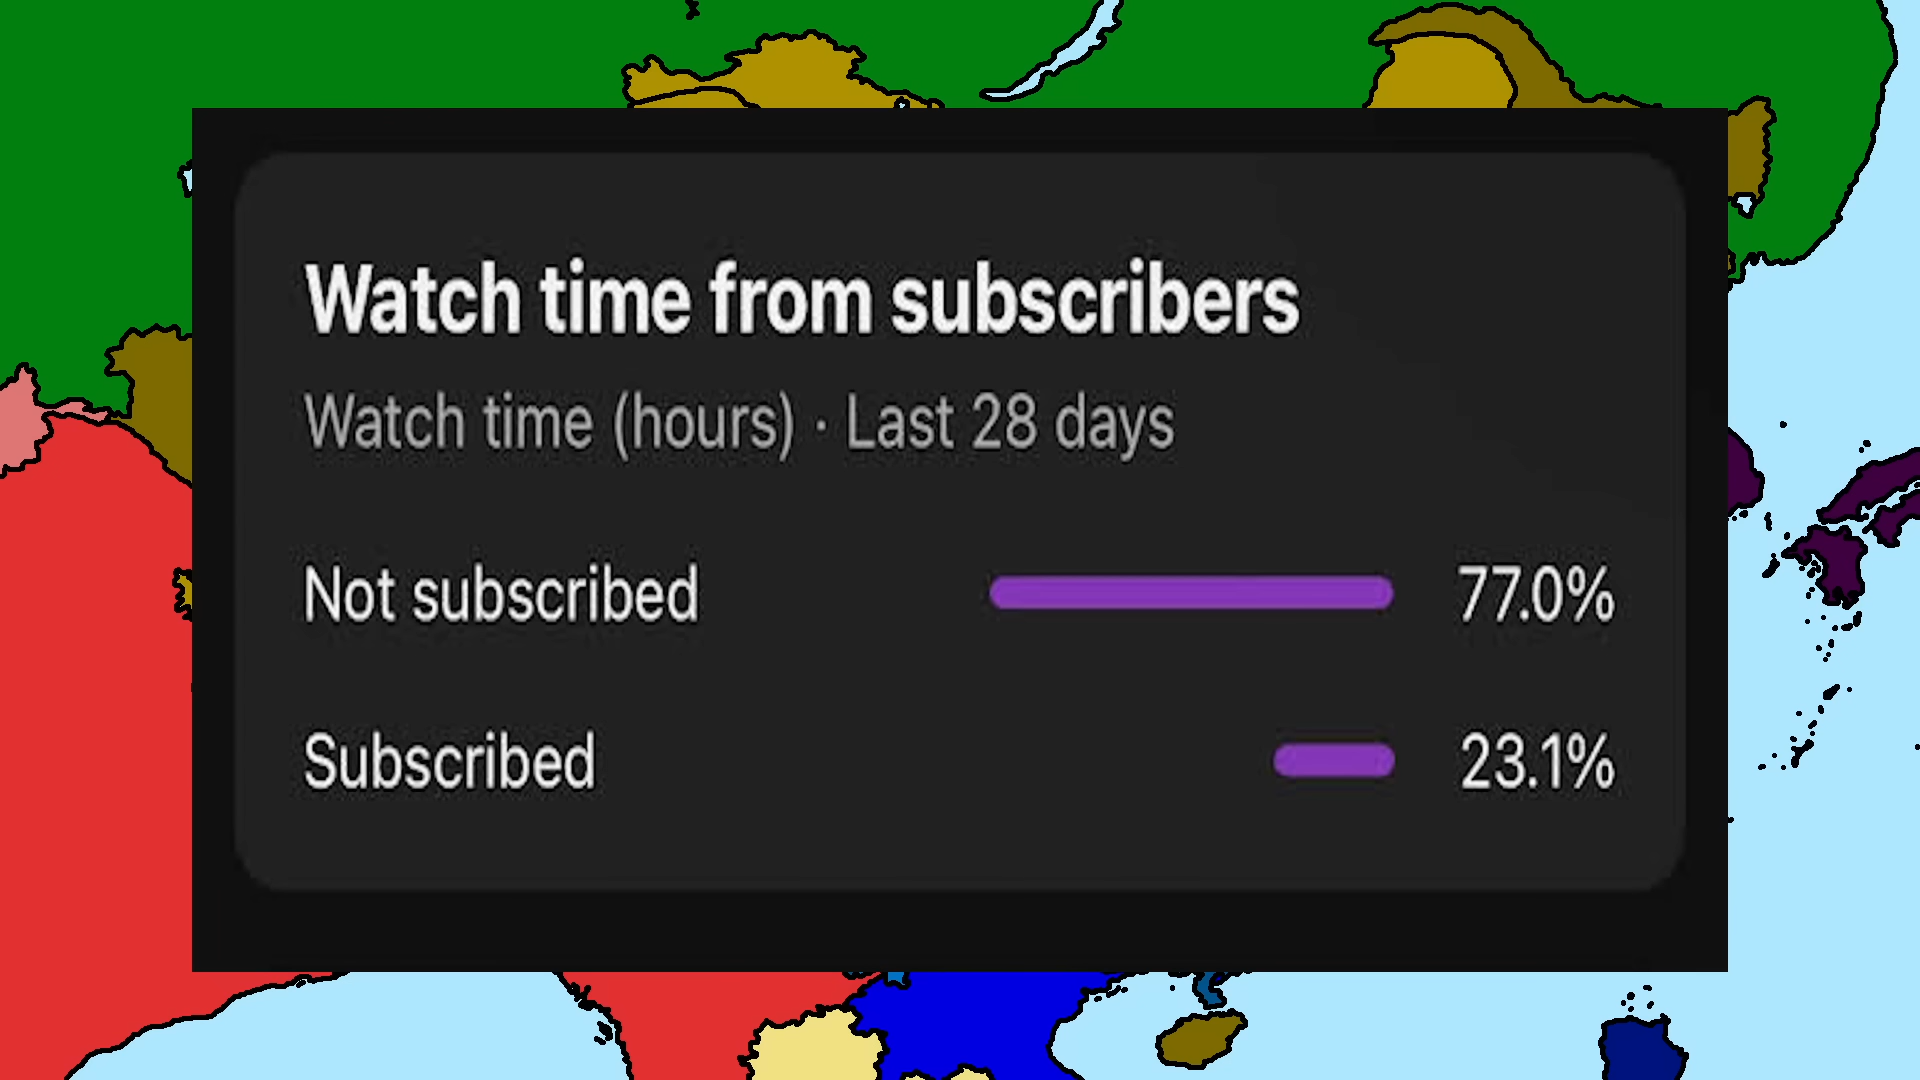 Watch time from subscribers
Watch time (hours) · Last 28 days
Not subscribed 77.0%
Subscribed 23.1%